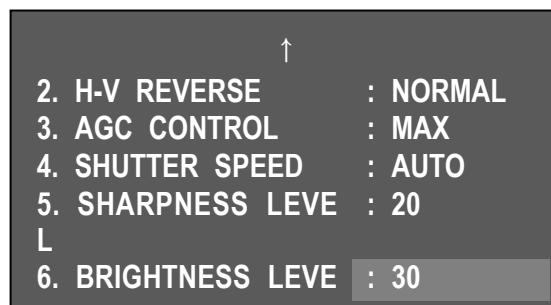 ↑
2. H-V REVERSE : NORMAL
3. AGC CONTROL : MAX
4. SHUTTER SPEED : AUTO
5. SHARPNESS LEVE : 20
L
6. BRIGHTNESS LEVE : 30